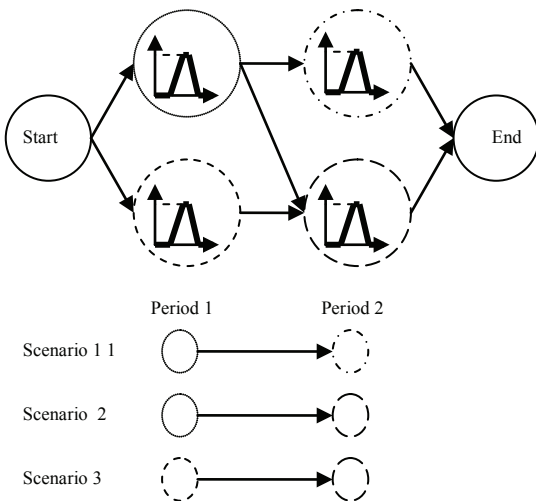 Start
End
Period 1
Period 2
Scenario 1 1
Scenario 2
Scenario 3